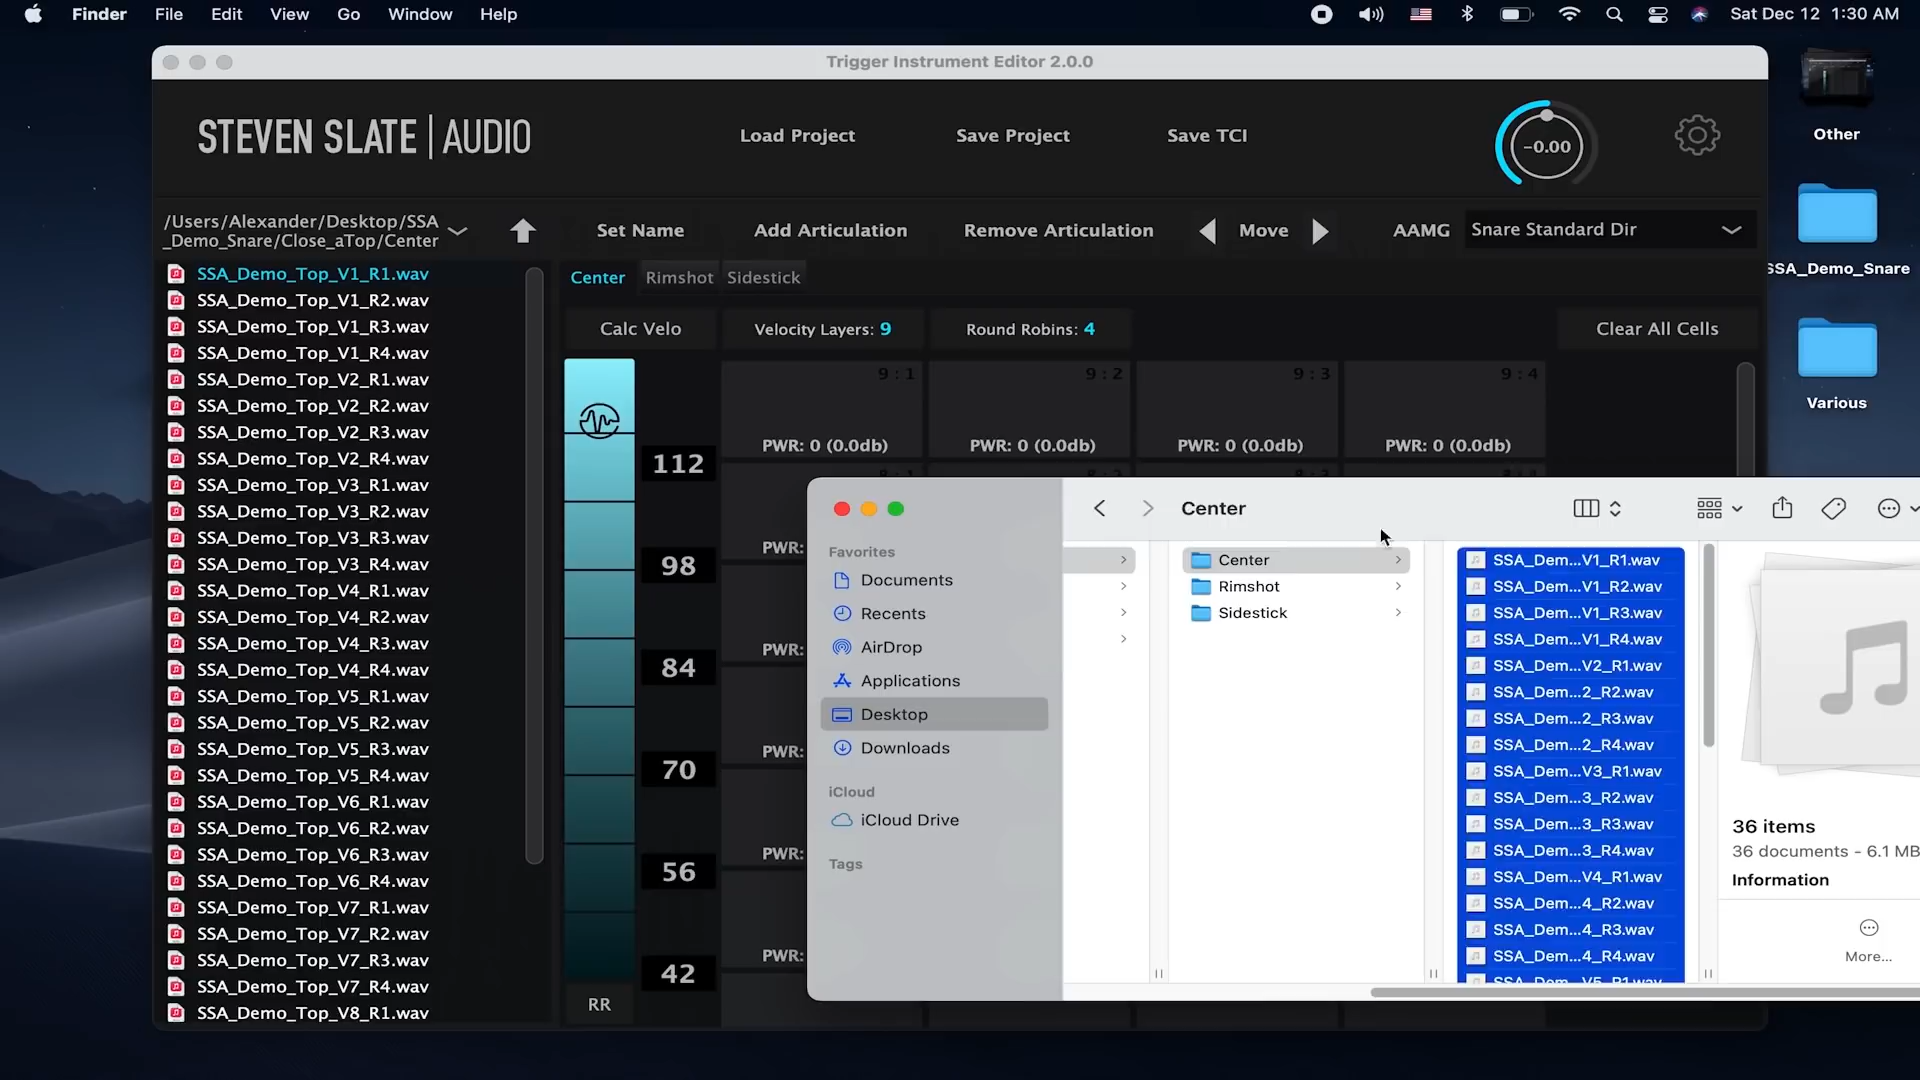 Finder File Edit View Go Window Help
Sat Dec 12 1:30 AM
Trigger Instrument Editor 2.0.0
STEVEN SLATE | AUDIO
Load Project
Save Project
Save TCI
-0.00
/Users/Alexander/Desktop/SSA
_Demo_Snare/Close_aTop/Center
Set Name
Add Articulation
Remove Articulation
Move
AAMG
Snare Standard Dir
SSA_Demo_Top_V1_R1.wav
SSA_Demo_Top_V1_R2.wav
SSA_Demo_Top_V1_R3.wav
SSA_Demo_Top_V1_R4.wav
SSA_Demo_Top_V2_R1.wav
SSA_Demo_Top_V2_R2.wav
SSA_Demo_Top_V2_R3.wav
SSA_Demo_Top_V2_R4.wav
SSA_Demo_Top_V3_R1.wav
SSA_Demo_Top_V3_R2.wav
SSA_Demo_Top_V3_R3.wav
SSA_Demo_Top_V3_R4.wav
SSA_Demo_Top_V4_R1.wav
SSA_Demo_Top_V4_R2.wav
SSA_Demo_Top_V4_R3.wav
SSA_Demo_Top_V4_R4.wav
SSA_Demo_Top_V5_R1.wav
SSA_Demo_Top_V5_R2.wav
SSA_Demo_Top_V5_R3.wav
SSA_Demo_Top_V5_R4.wav
SSA_Demo_Top_V6_R1.wav
SSA_Demo_Top_V6_R2.wav
SSA_Demo_Top_V6_R3.wav
SSA_Demo_Top_V6_R4.wav
SSA_Demo_Top_V7_R1.wav
SSA_Demo_Top_V7_R2.wav
SSA_Demo_Top_V7_R3.wav
SSA_Demo_Top_V7_R4.wav
SSA_Demo_Top_V8_R1.wav
Center Rimshot Sidestick
Calc Velo
Velocity Layers: 9
Round Robins: 4
Clear All Cells
9:1
9:2
9:3
9:4
PWR: 0 (0.0db)
PWR: 0 (0.0db)
PWR: 0 (0.0db)
PWR: 0 (0.0db)
112
98
84
70
56
42
RR
PWR:
PWR:
PWR:
PWR:
PWR:
Center
Favorites
Documents
Recents
AirDrop
Applications
Desktop
Downloads
iCloud
iCloud Drive
Tags
Center
Rimshot
Sidestick
SSA_Dem...V1_R1.wav
SSA_Dem...V1_R2.wav
SSA_Dem...V1_R3.wav
SSA_Dem...V1_R4.wav
SSA_Dem...V2_R1.wav
SSA_Dem...2_R2.wav
SSA_Dem...2_R3.wav
SSA_Dem...2_R4.wav
SSA_Dem...V3_R1.wav
SSA_Dem...3_R2.wav
SSA_Dem...3_R3.wav
SSA_Dem...3_R4.wav
SSA_Dem...V4_R1.wav
SSA_Dem...4_R2.wav
SSA_Dem...4_R3.wav
SSA_Dem...4_R4.wav
SSA_Dem...V5_R1.wav
36 items
36 documents - 6.1 MB
Information
More...
Other
SSA_Demo_Snare
Various